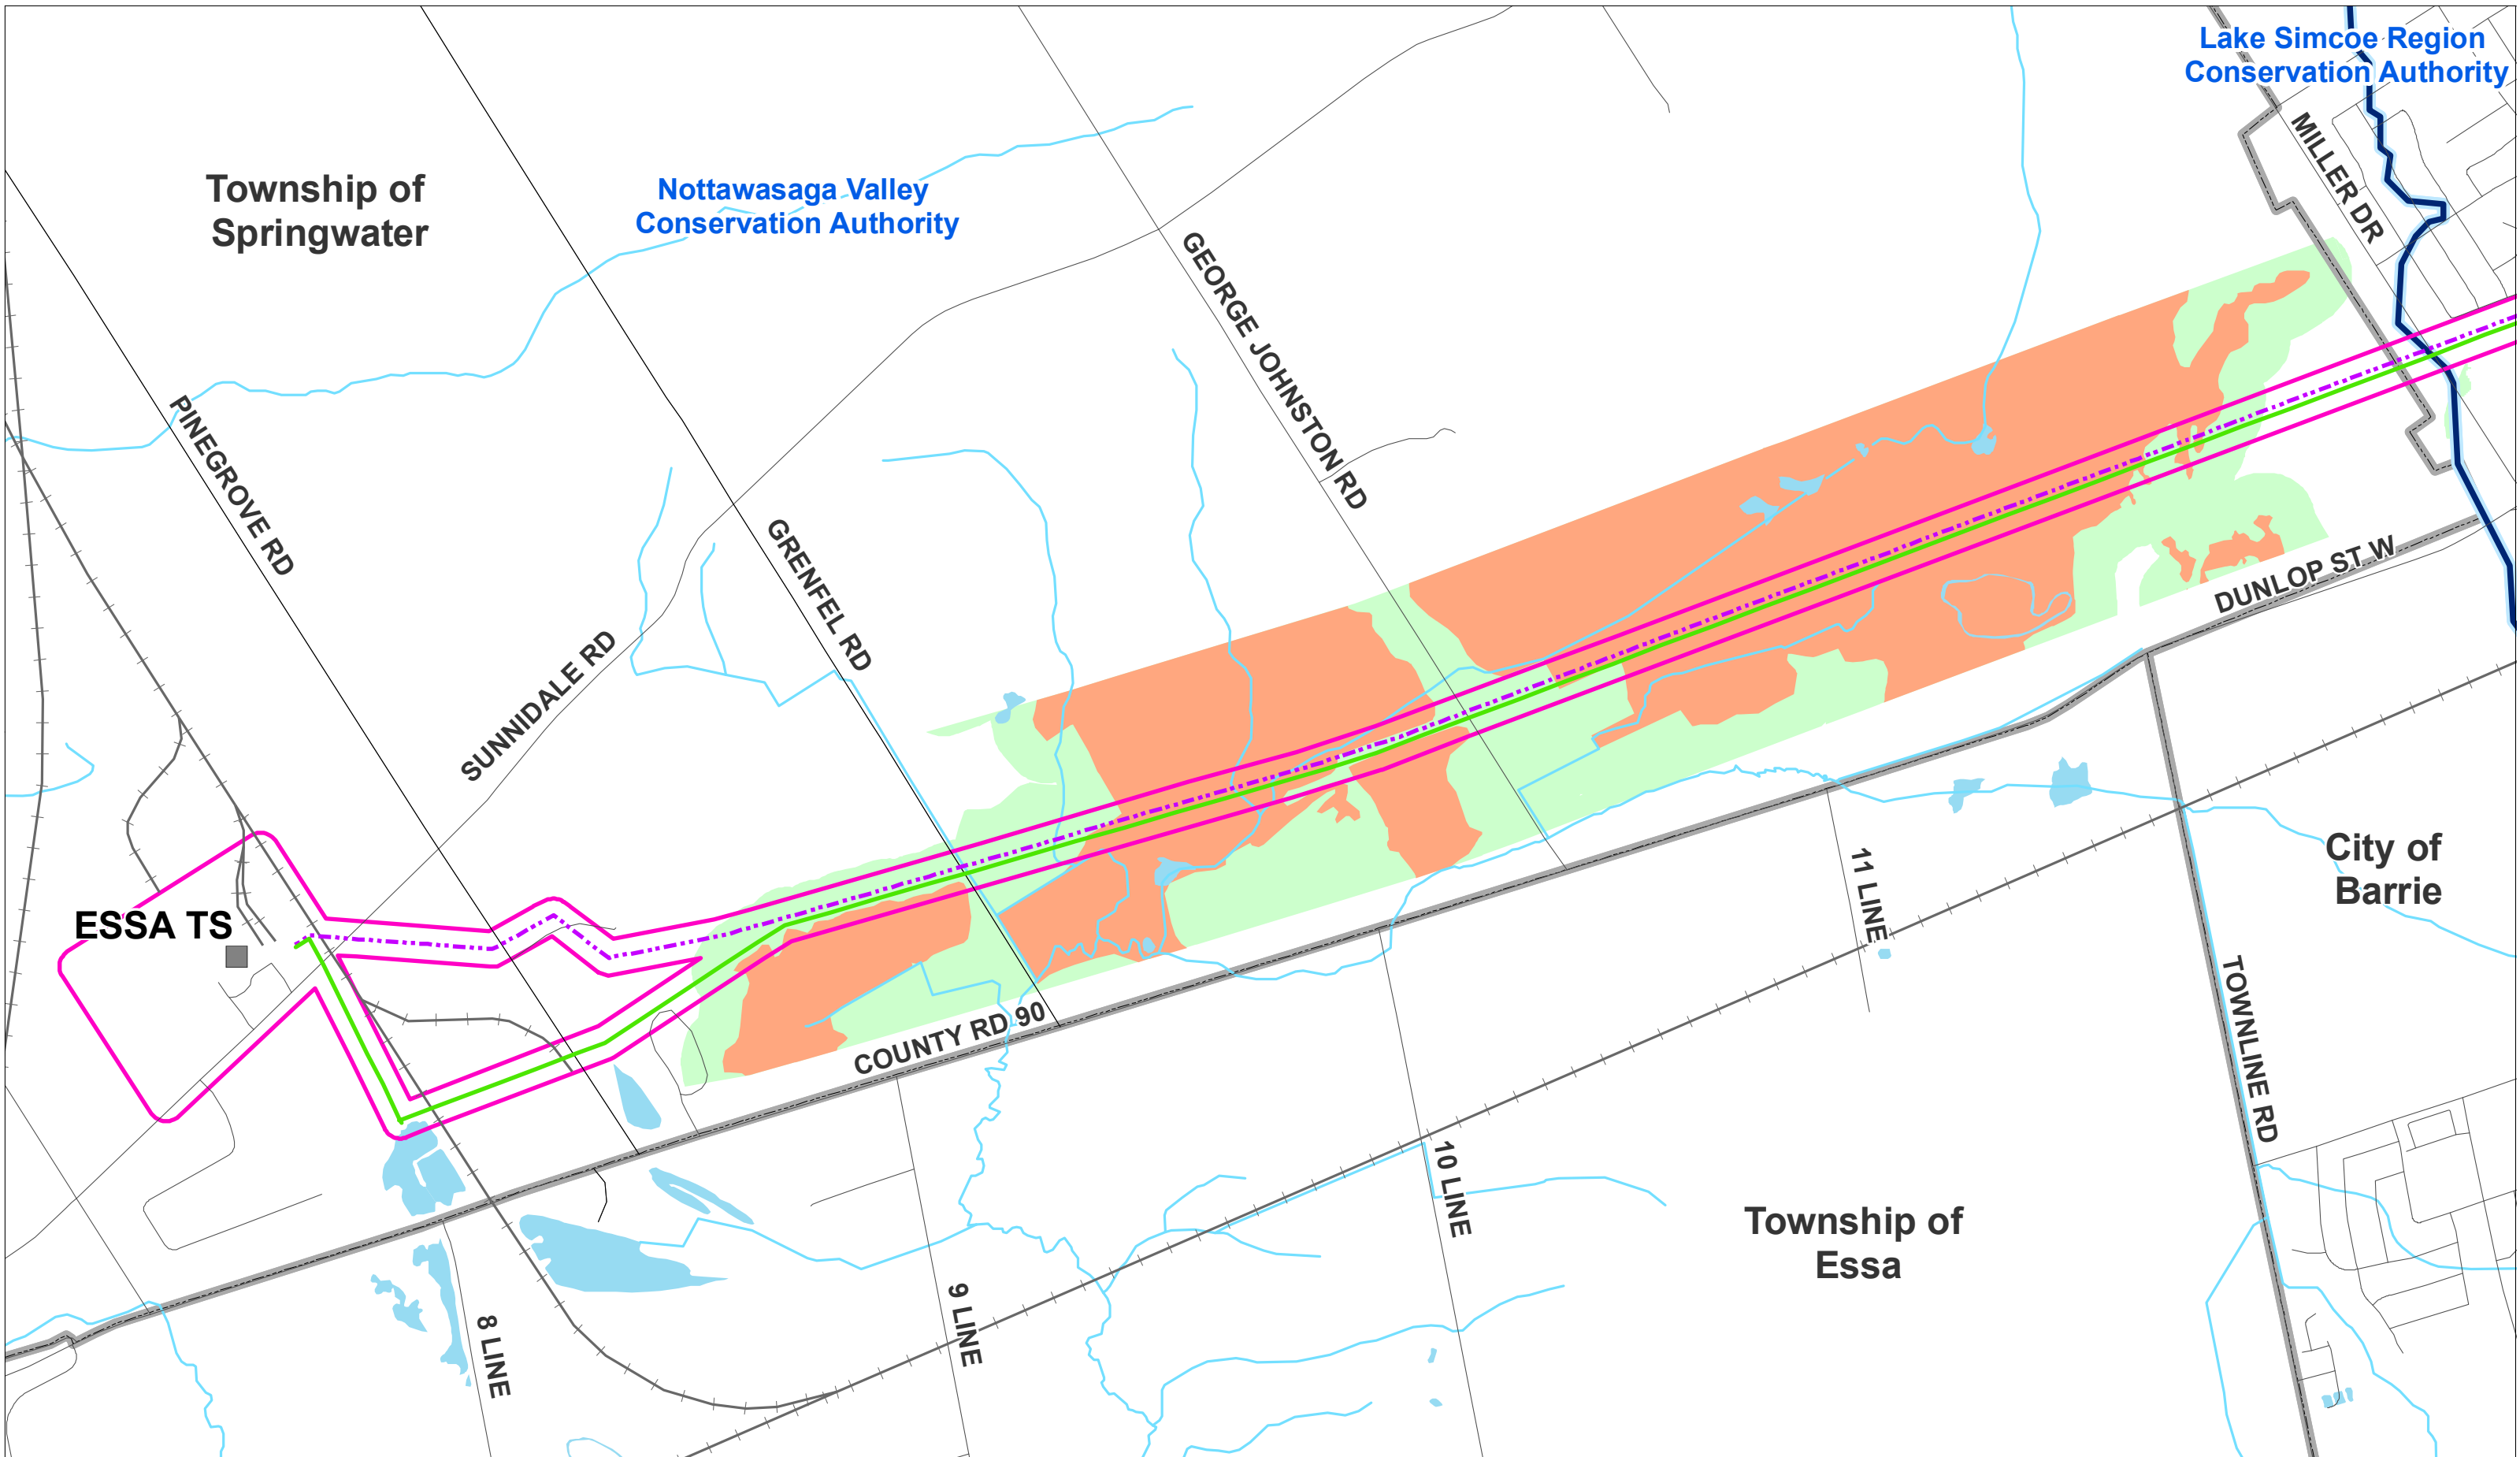 Lake Simcoe Region
Conservation Authority
MILLER DR
Township of
Springwater
Nottawasaga Valley
Conservation Authority
GEORGE JOHNSTON RD
PINEGROVE RD
GRENFEL RD
SUNNIDALE RD
DUNLOP ST W
City of
Barrie
11 LINE
ESSA TS
COUNTY RD 90
TOWNLINE RD
10 LINE
Township of
Essa
9 LINE
8 LINE